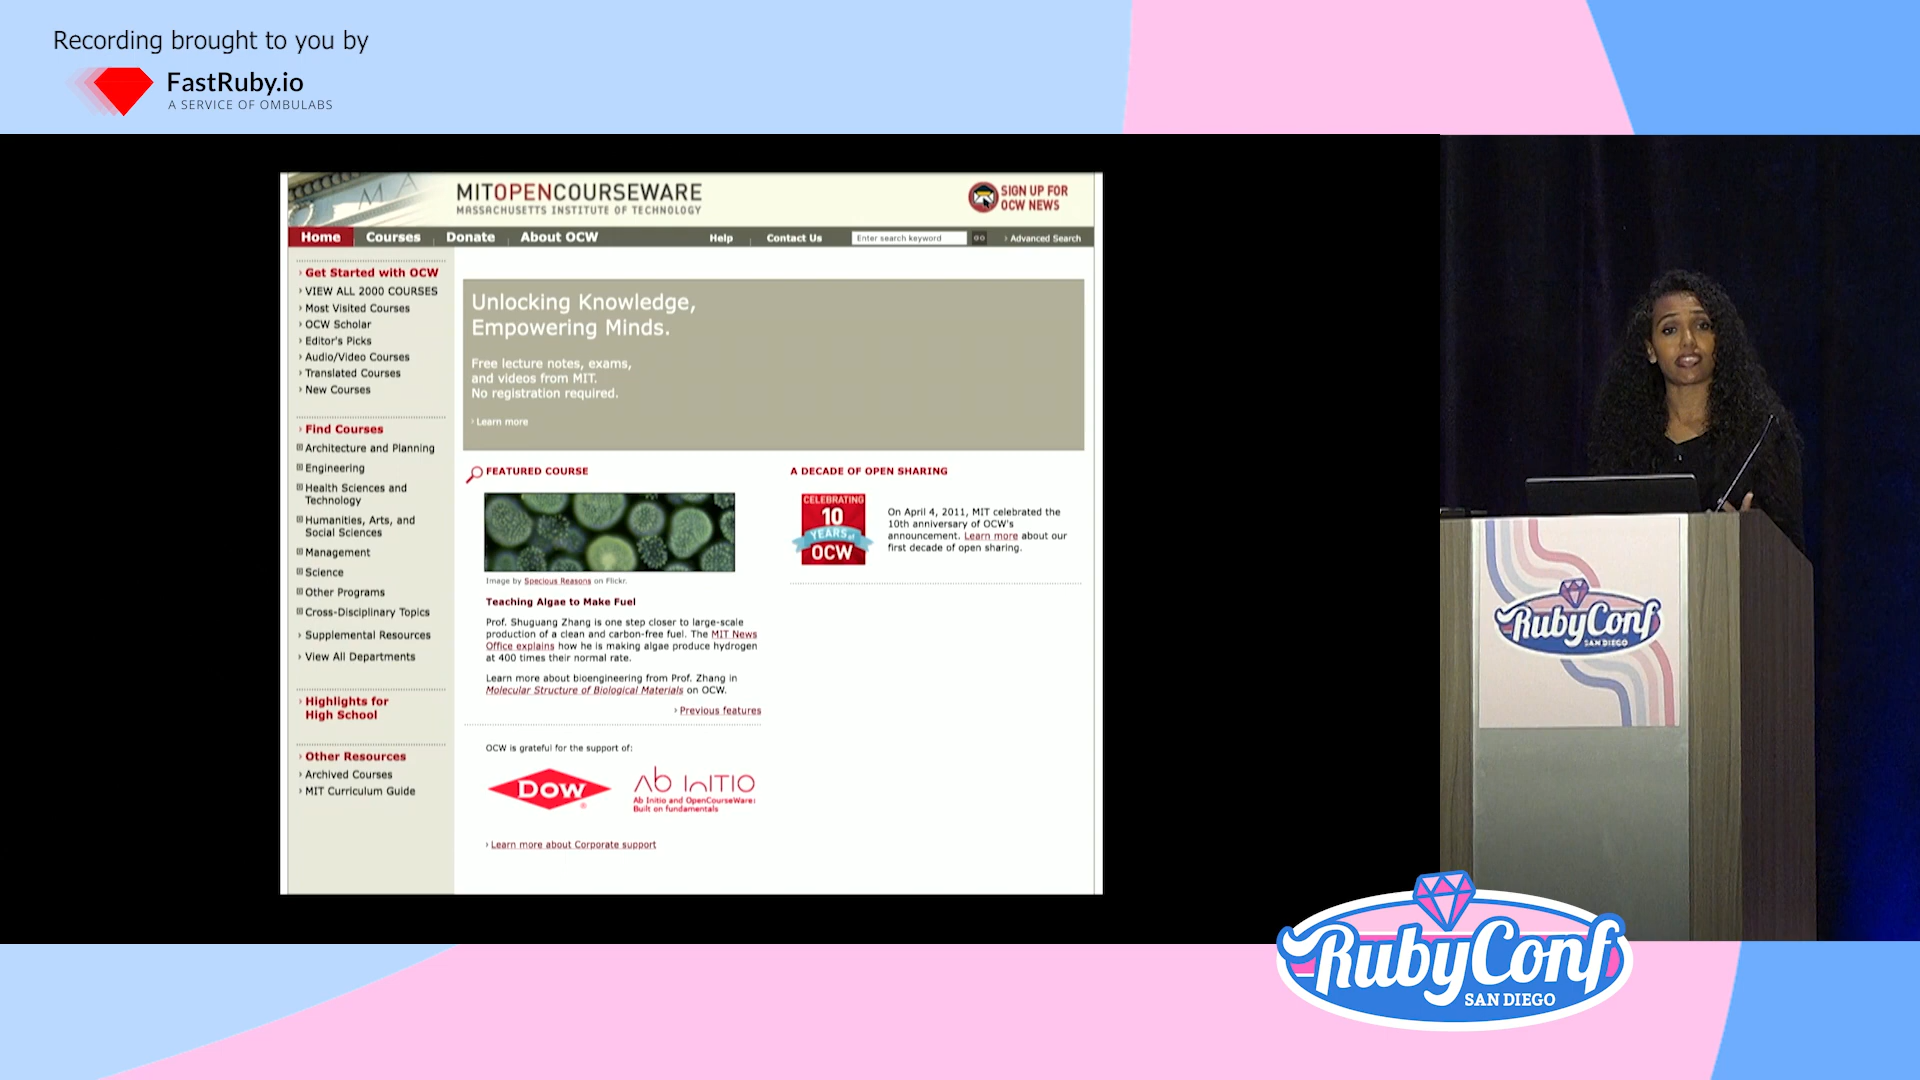 Recording brought to you by
FastRuby.io
A SERVICE OF OMBULABS
MITOPENCOURSEWARE
MASSACHUSETTS INSTITUTE OF TECHNOLOGY
SIGN UP FOR
OCW NEWS
Home Courses Donate About OCW Help Contact Us Enter search keyword GO › Advanced Search
› Get Started with OCW
› VIEW ALL 2000 COURSES
› Most Visited Courses
› OCW Scholar
› Editor's Picks
› Audio/Video Courses
› Translated Courses
› New Courses
› Find Courses
Architecture and Planning
Engineering
Health Sciences and
Technology
Humanities, Arts, and
Social Sciences
Management
Science
Other Programs
Cross-Disciplinary Topics
› Supplemental Resources
› View All Departments
› Highlights for
High School
› Other Resources
› Archived Courses
› MIT Curriculum Guide
Unlocking Knowledge,
Empowering Minds.
Free lecture notes, exams,
and videos from MIT.
No registration required.
› Learn more
FEATURED COURSE
Image by Specious Reasons on Flickr.
Teaching Algae to Make Fuel
Prof. Shuguang Zhang is one step closer to large-scale
production of a clean and carbon-free fuel. The MIT News
Office explains how he is making algae produce hydrogen
at 400 times their normal rate.
Learn more about bioengineering from Prof. Zhang in
Molecular Structure of Biological Materials on OCW.
› Previous features
A DECADE OF OPEN SHARING
CELEBRATING
10
YEARS of
OCW
On April 4, 2011, MIT celebrated the
10th anniversary of OCW's
announcement. Learn more about our
first decade of open sharing.
OCW is grateful for the support of:
DOW
Ab Initio
Ab Initio and OpenCourseWare:
Built on fundamentals
› Learn more about Corporate support
RubyConf
SAN DIEGO
RubyConf
SAN DIEGO